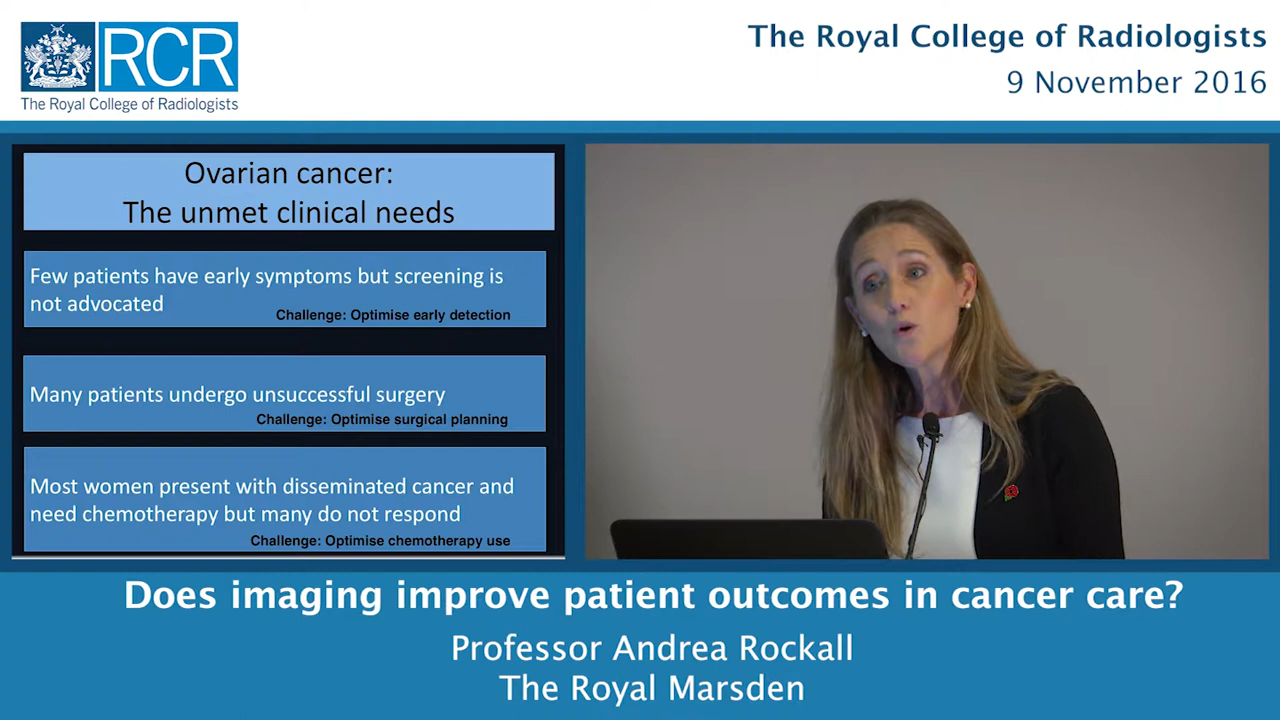 RCR
The Royal College of Radiologists
The Royal College of Radiologists
9 November 2016
Ovarian cancer:
The unmet clinical needs
Few patients have early symptoms but screening is
not advocated
Challenge: Optimise early detection
Many patients undergo unsuccessful surgery
Challenge: Optimise surgical planning
Most women present with disseminated cancer and
need chemotherapy but many do not respond
Challenge: Optimise chemotherapy use
Does imaging improve patient outcomes in cancer care?
Professor Andrea Rockall
The Royal Marsden